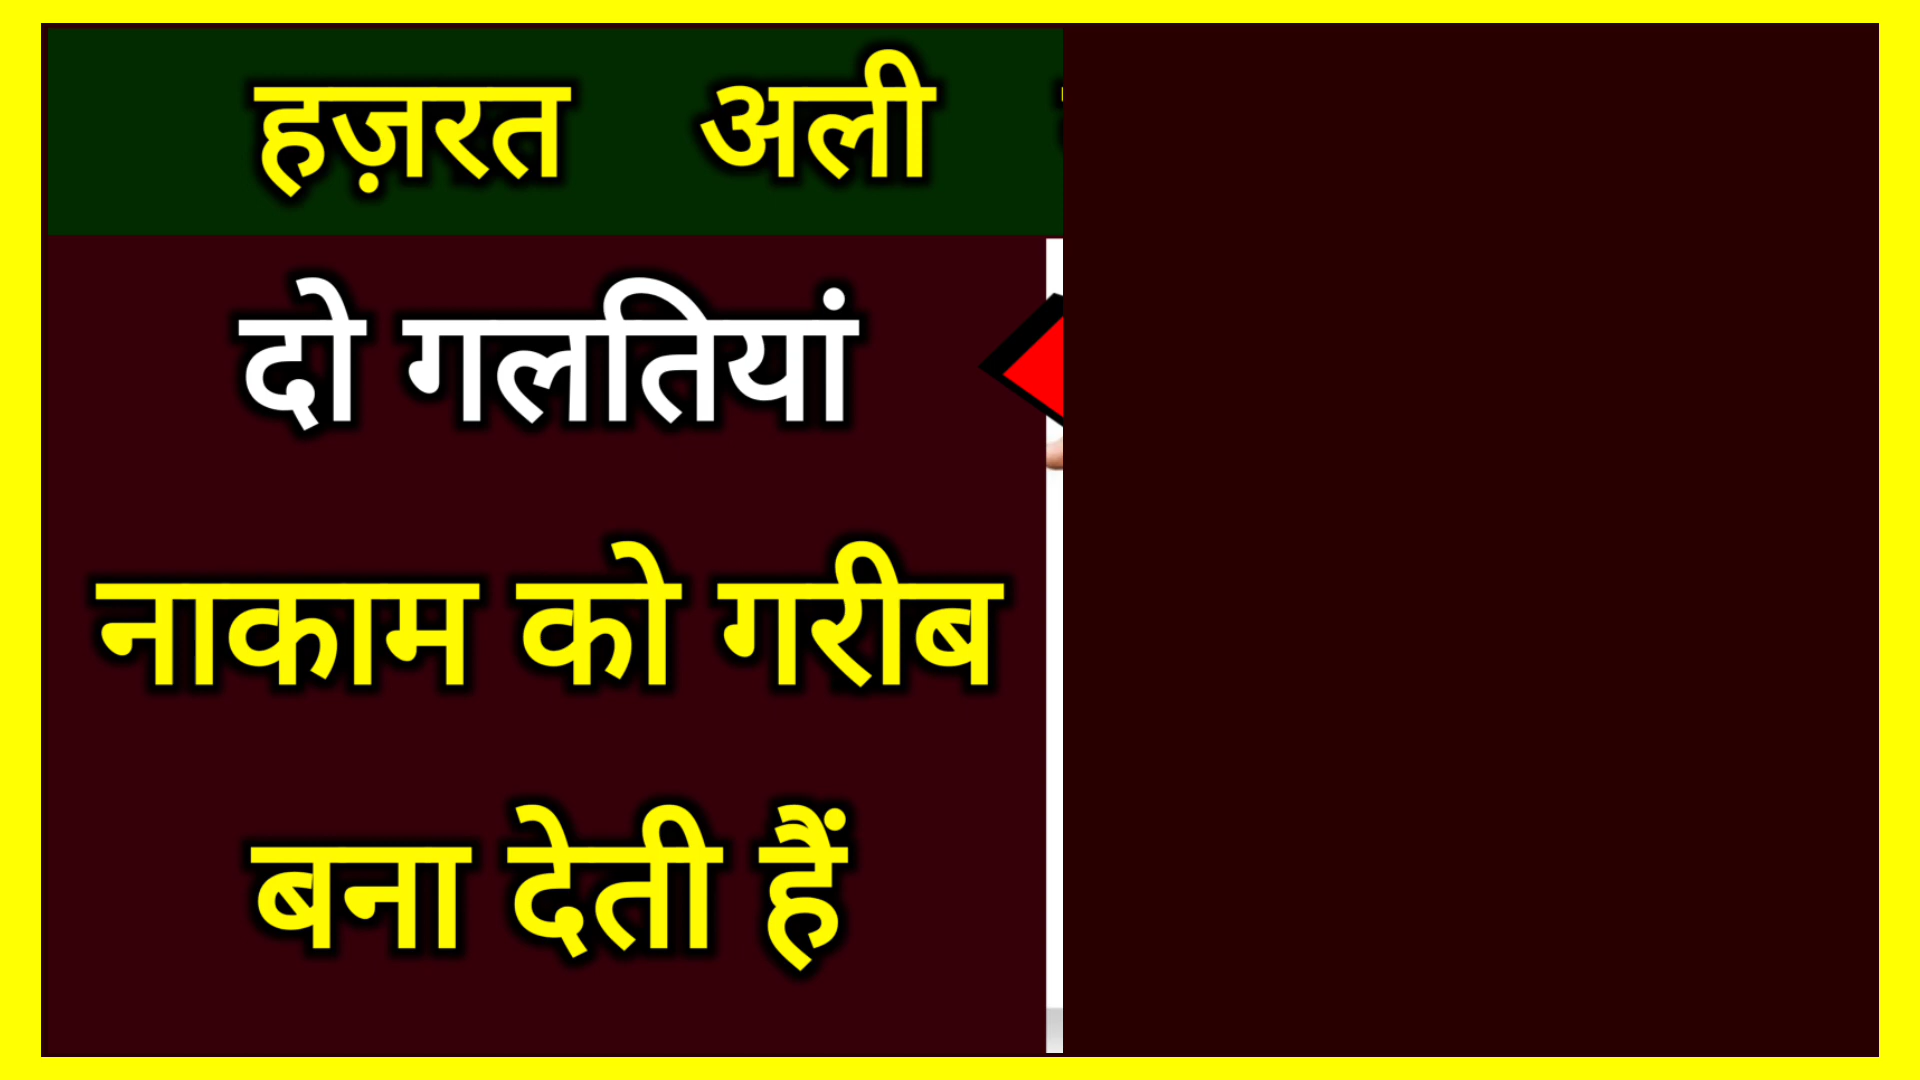 हज़रत अली
दो गलतियां
नाकाम को गरीब
बना देती हैं